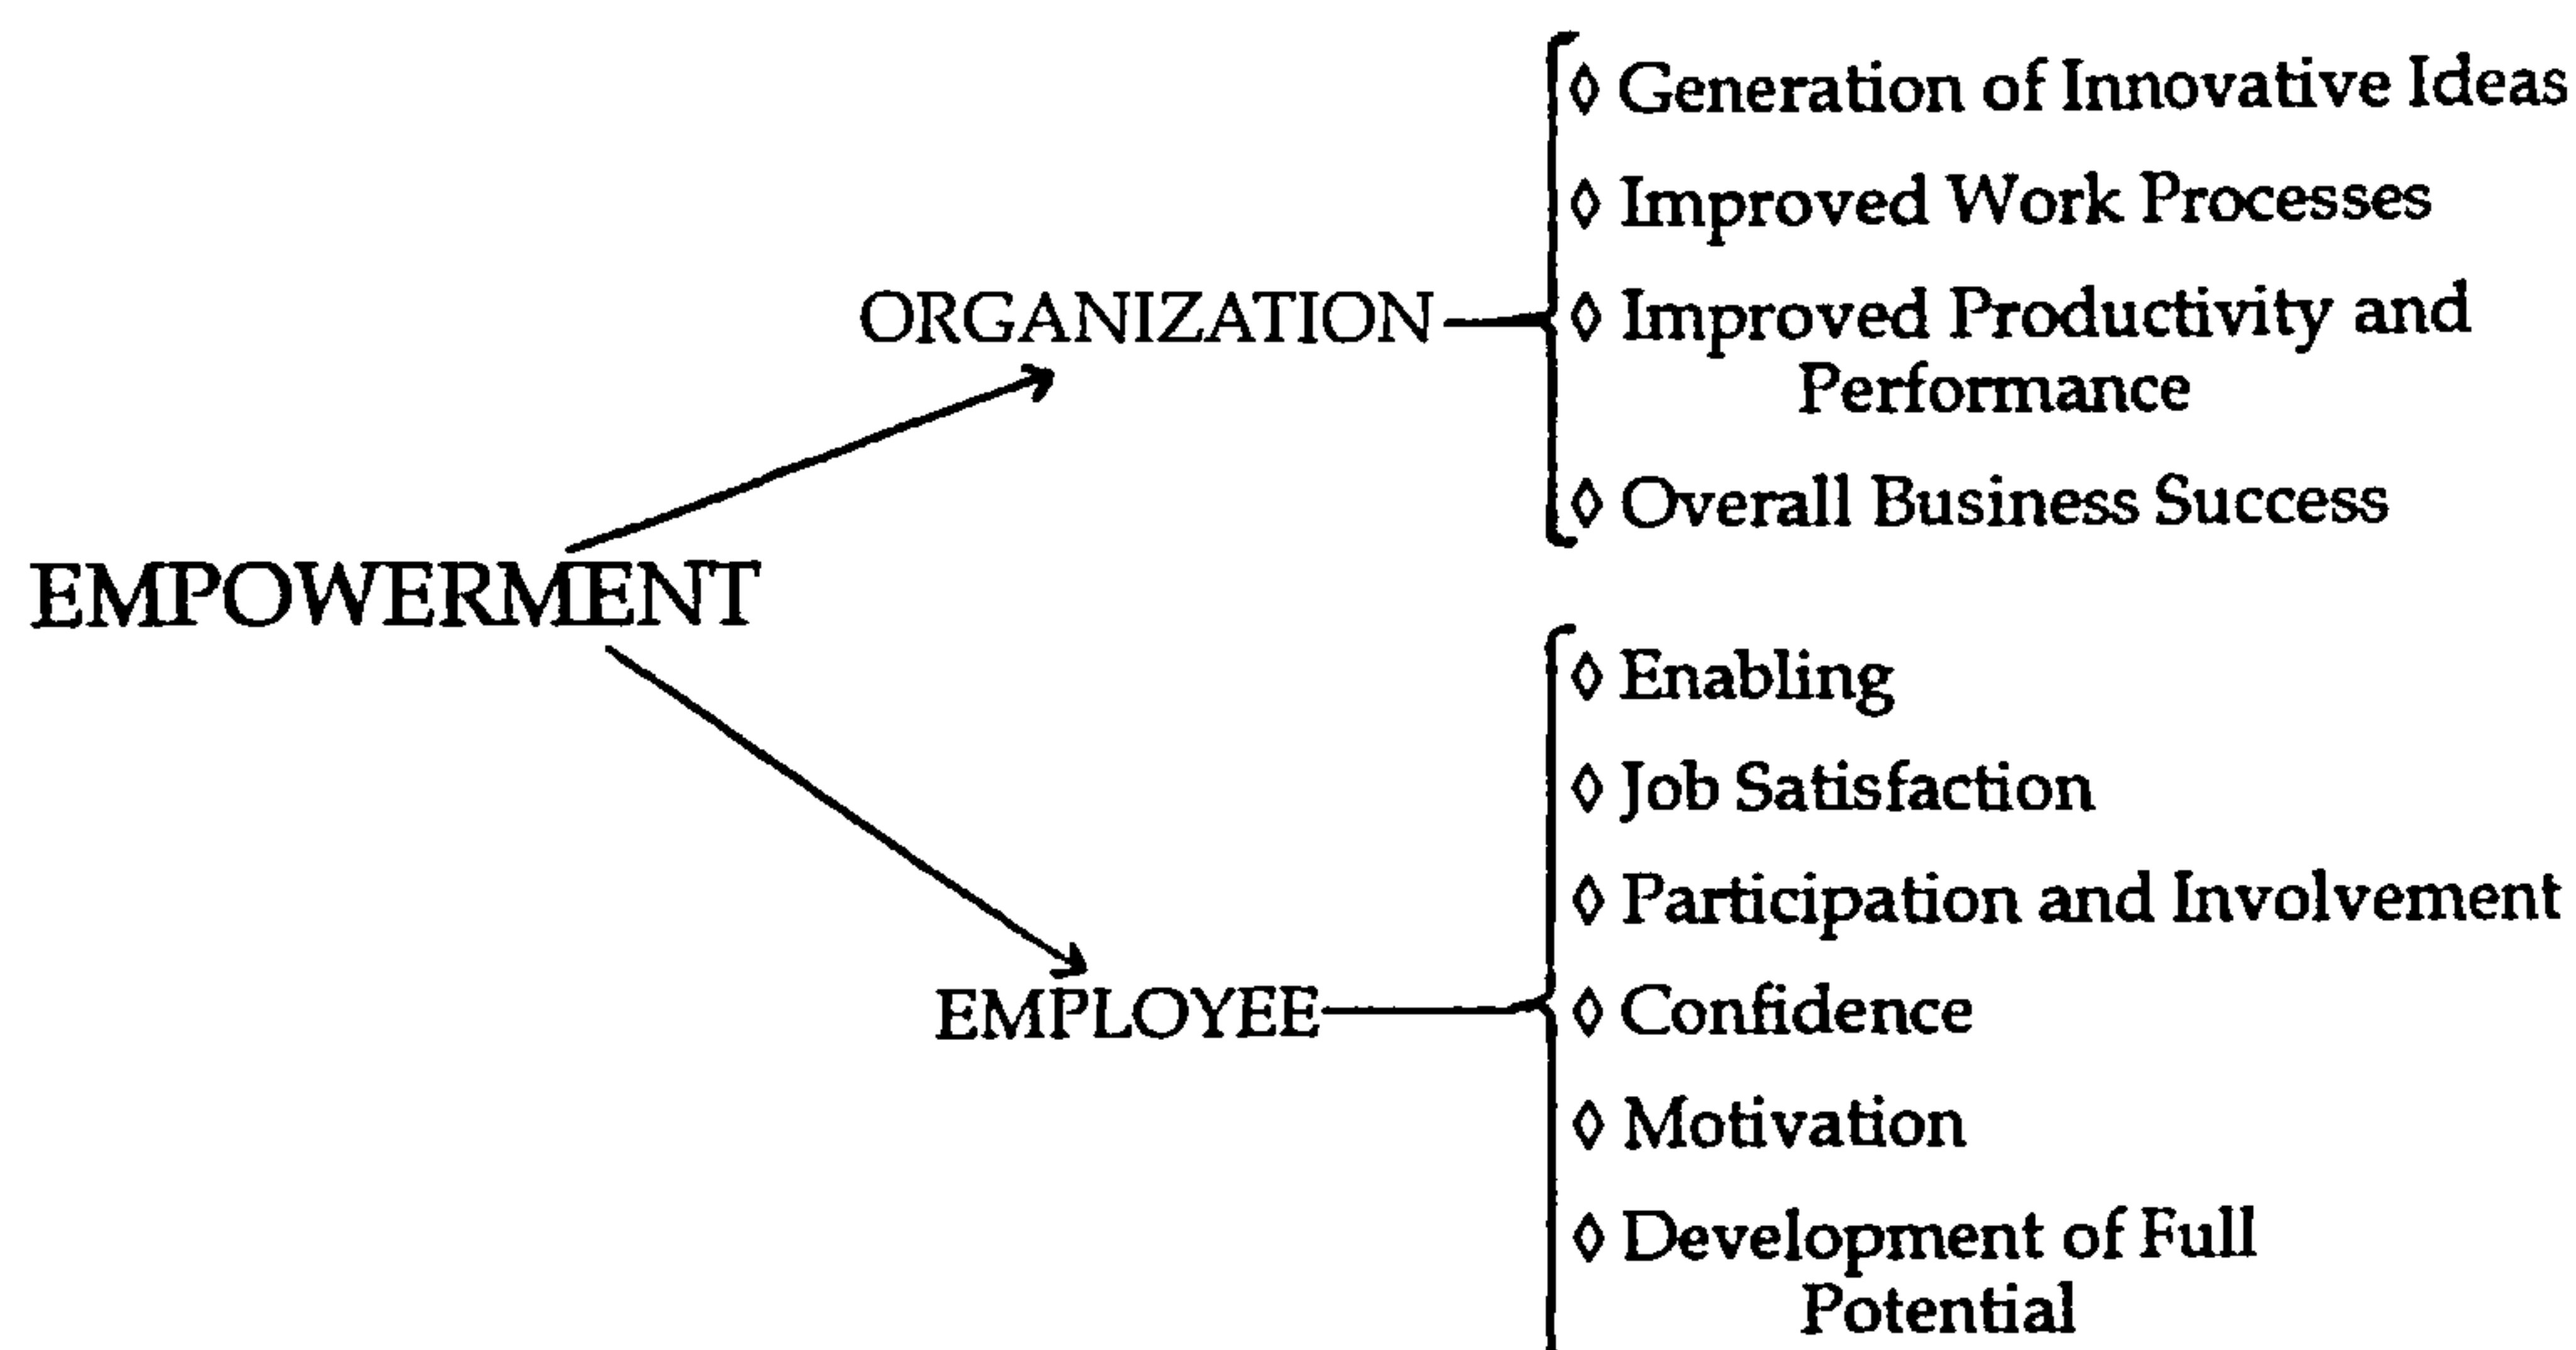 EMPOWERMENT
ORGANIZATION
◊ Generation of Innovative Ideas
◊ Improved Work Processes
◊ Improved Productivity and
Performance
◊ Overall Business Success
EMPLOYEE
◊ Enabling
◊ Job Satisfaction
◊ Participation and Involvement
◊ Confidence
◊ Motivation
◊ Development of Full
Potential